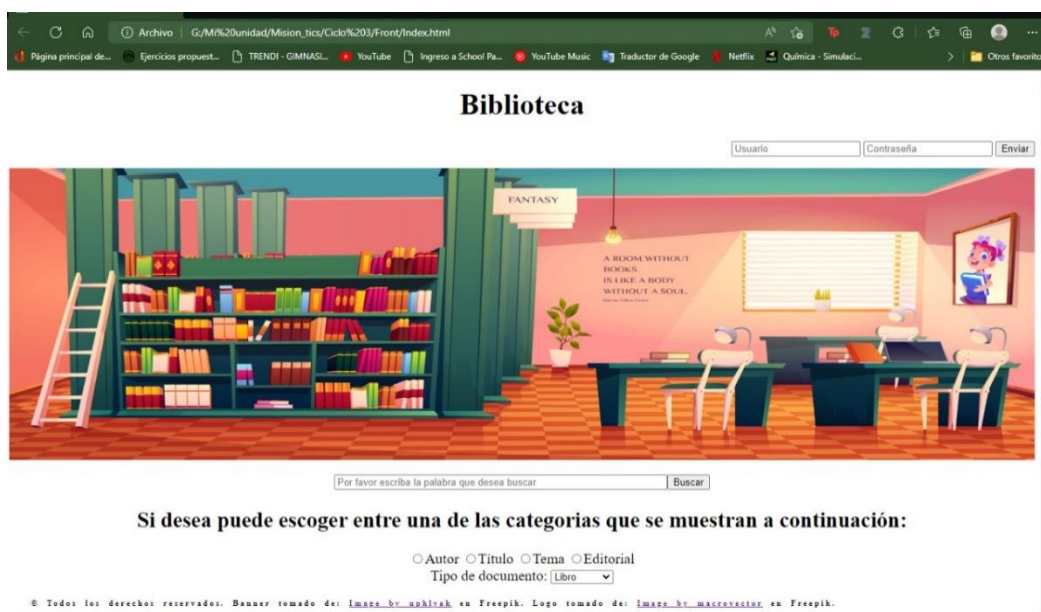 Archivo G:/Mi%20unidad/Mision_tics/Ciclo%203/Front/Index.html
Página principal de... Ejercicios propuest... TRENDI - GIMNASI... YouTube Ingreso a School Pa... YouTube Music Traductor de Google Netflix Química - Simulaci... Otros favorito
Biblioteca
Usuario Contraseña Enviar
FANTASY
A ROOM WITHOUT
BOOKS
IS LIKE A BODY
WITHOUT A SOUL.
Por favor escriba la palabra que desea buscar Buscar
Si desea puede escoger entre una de las categorias que se muestran a continuación:
Autor Título Tema Editorial
Tipo de documento: Libro
© Todos los derechos reservados. Banner tomado de: Image by upklyak en Freepik. Logo tomado de: Image by macrovector en Freepik.